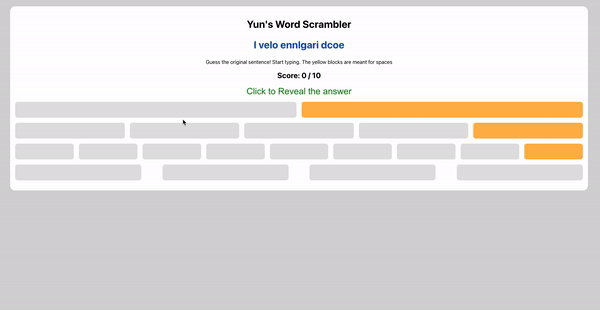 Yun's Word Scrambler
I velo ennlgari dcoe
Guess the original sentence! Start typing. The yellow blocks are meant for spaces
Score: 0 / 10
Click to Reveal the answer